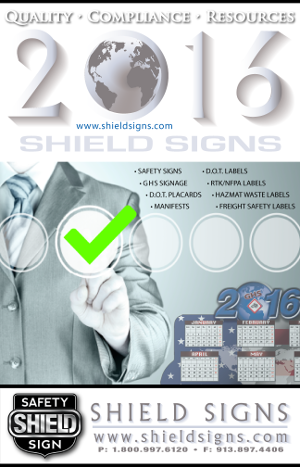 Quality • Compliance • Resources
2016
www.shieldsigns.com
SHIELD SIGNS
• SAFETY SIGNS
• D.O.T. LABELS
• GHS SIGNAGE
• RTK/NFPA LABELS
• D.O.T. PLACARDS
• HAZMAT WASTE LABELS
• MANIFESTS
• FREIGHT SAFETY LABELS
2016
JANUARY
FEBRUARY
APRIL
MAY
SAFETY
SHIELD
SIGN
SHIELD SIGNS
www.shieldsigns.com
P: 1.800.997.6120 • F: 913.897.4406